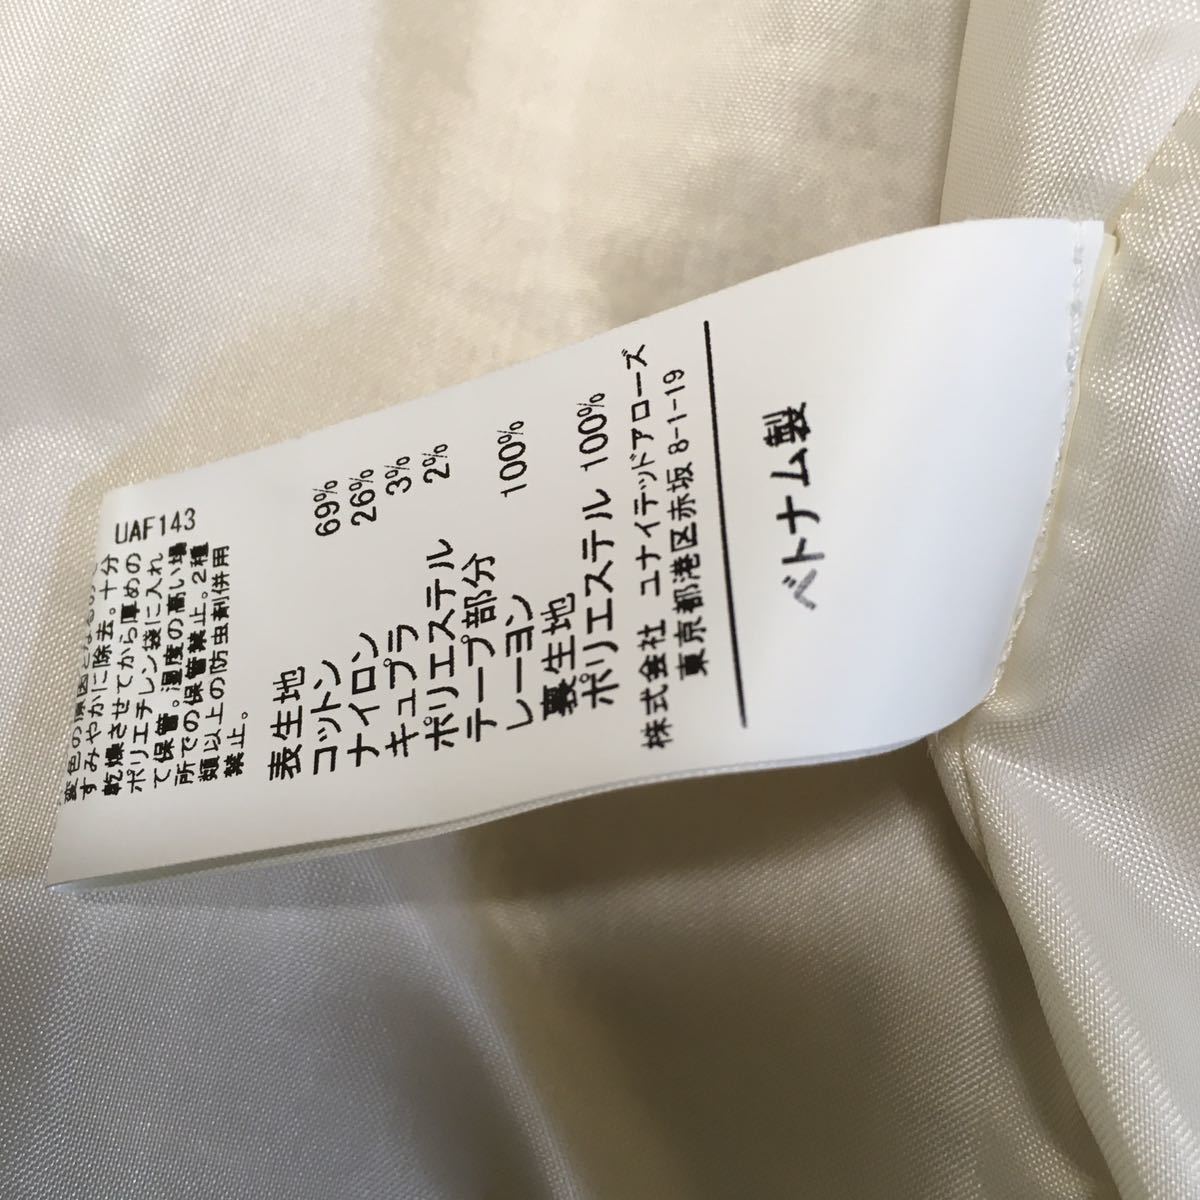 UAF143
すみやかに除去。十分
乾燥させてから厚めの
ポリエチレン袋に入れ
て保管。湿度の高い場
所での保管禁止。2種
類以上の防虫剤併用
禁止。
表生地
コットン 69%
ナイロン 26%
キュプラ 3%
ポリエステル 2%
テープ部分
レーヨン 100%
裏生地
ポリエステル 100%
株式会社 ユナイテッドアローズ
東京都港区赤坂 8-1-19
ベトナム製